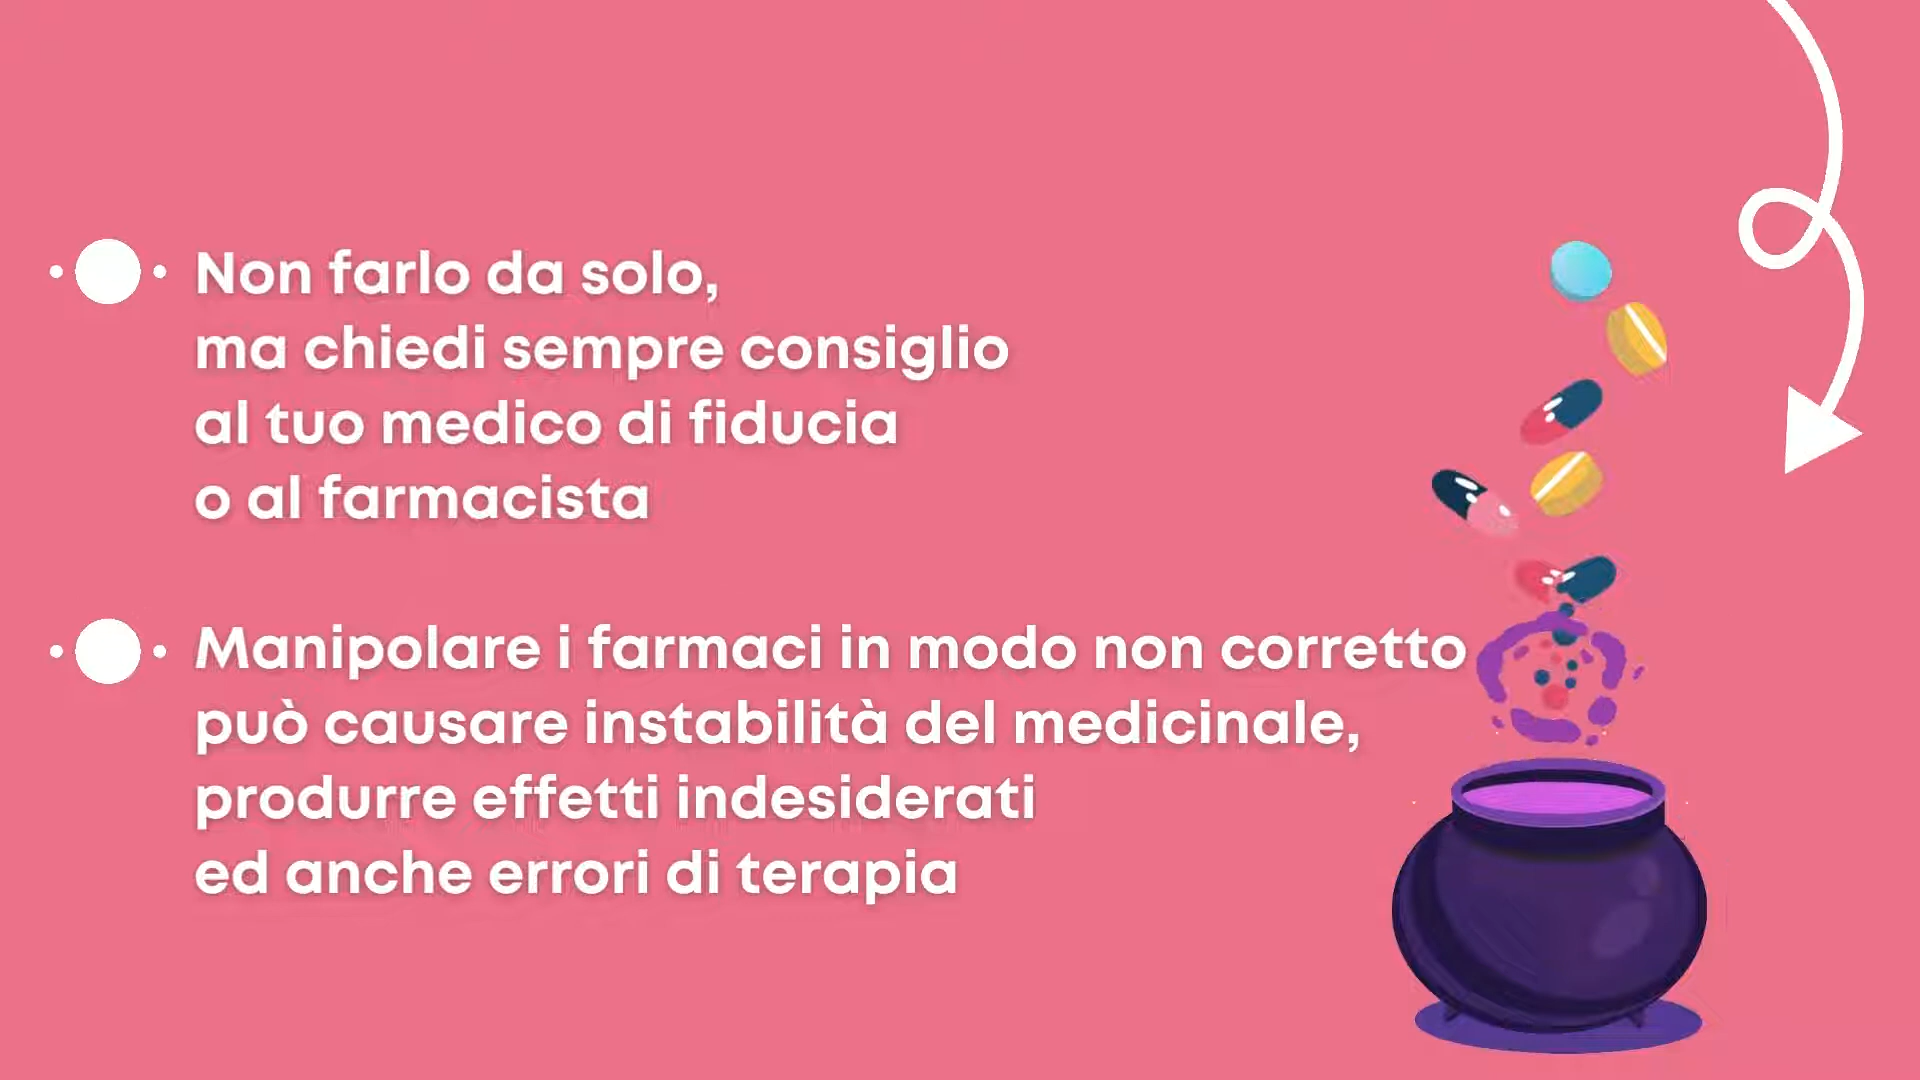 Non farlo da solo,
ma chiedi sempre consiglio
al tuo medico di fiducia
o al farmacista
Manipolare i farmaci in modo non corretto
può causare instabilità del medicinale,
produrre effetti indesiderati
ed anche errori di terapia